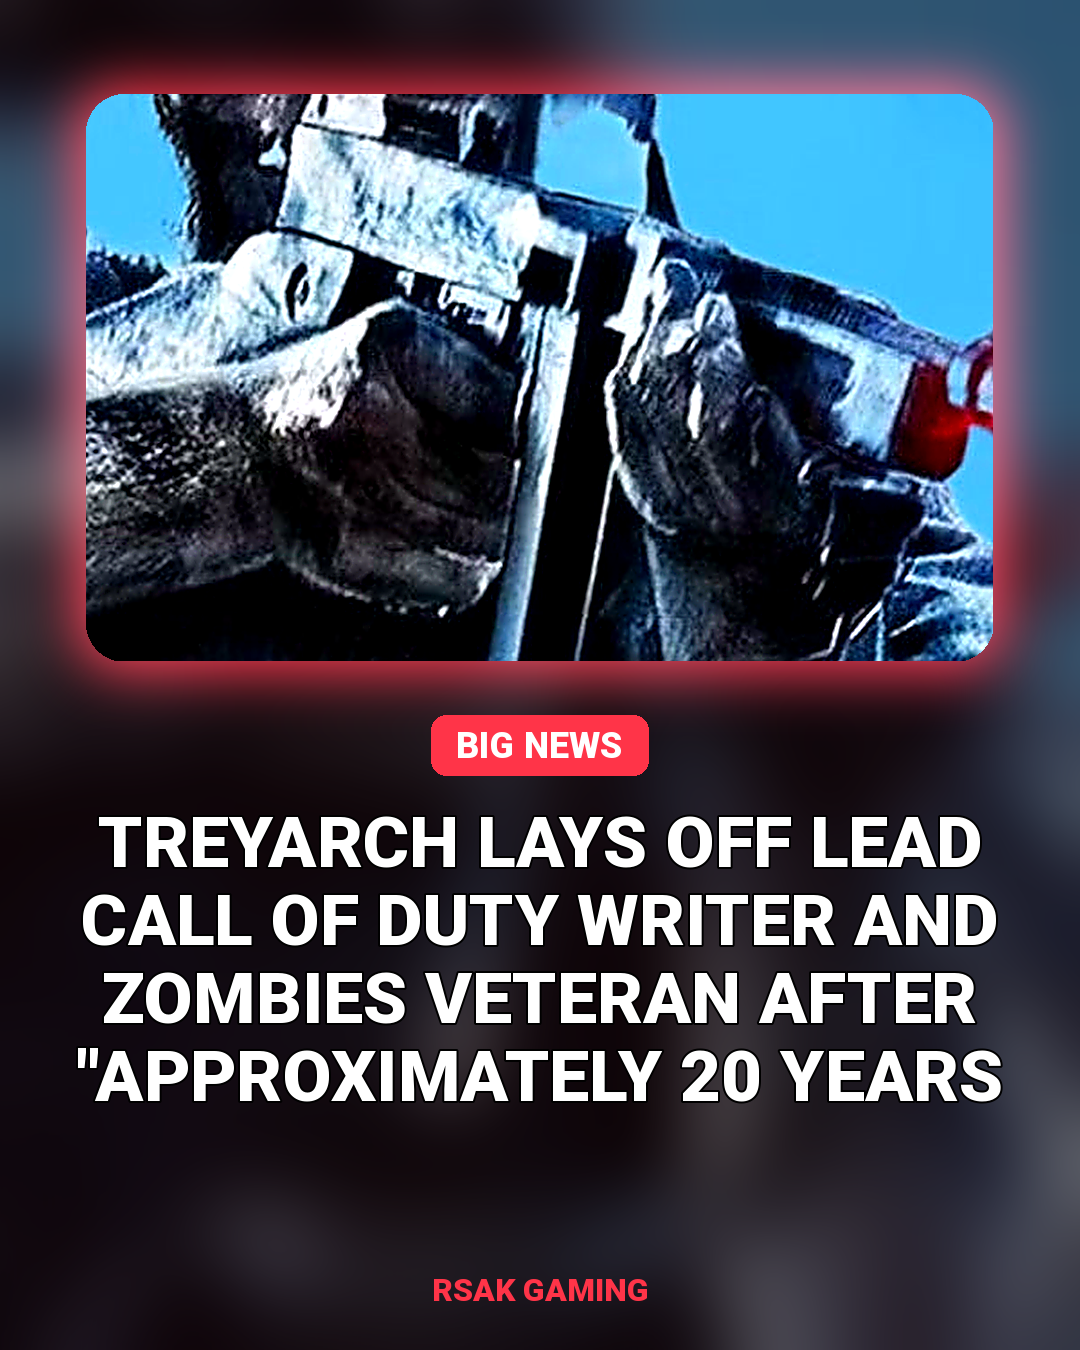 BIG NEWS
TREYARCH LAYS OFF LEAD
CALL OF DUTY WRITER AND
ZOMBIES VETERAN AFTER
"APPROXIMATELY 20 YEARS
RSAK GAMING